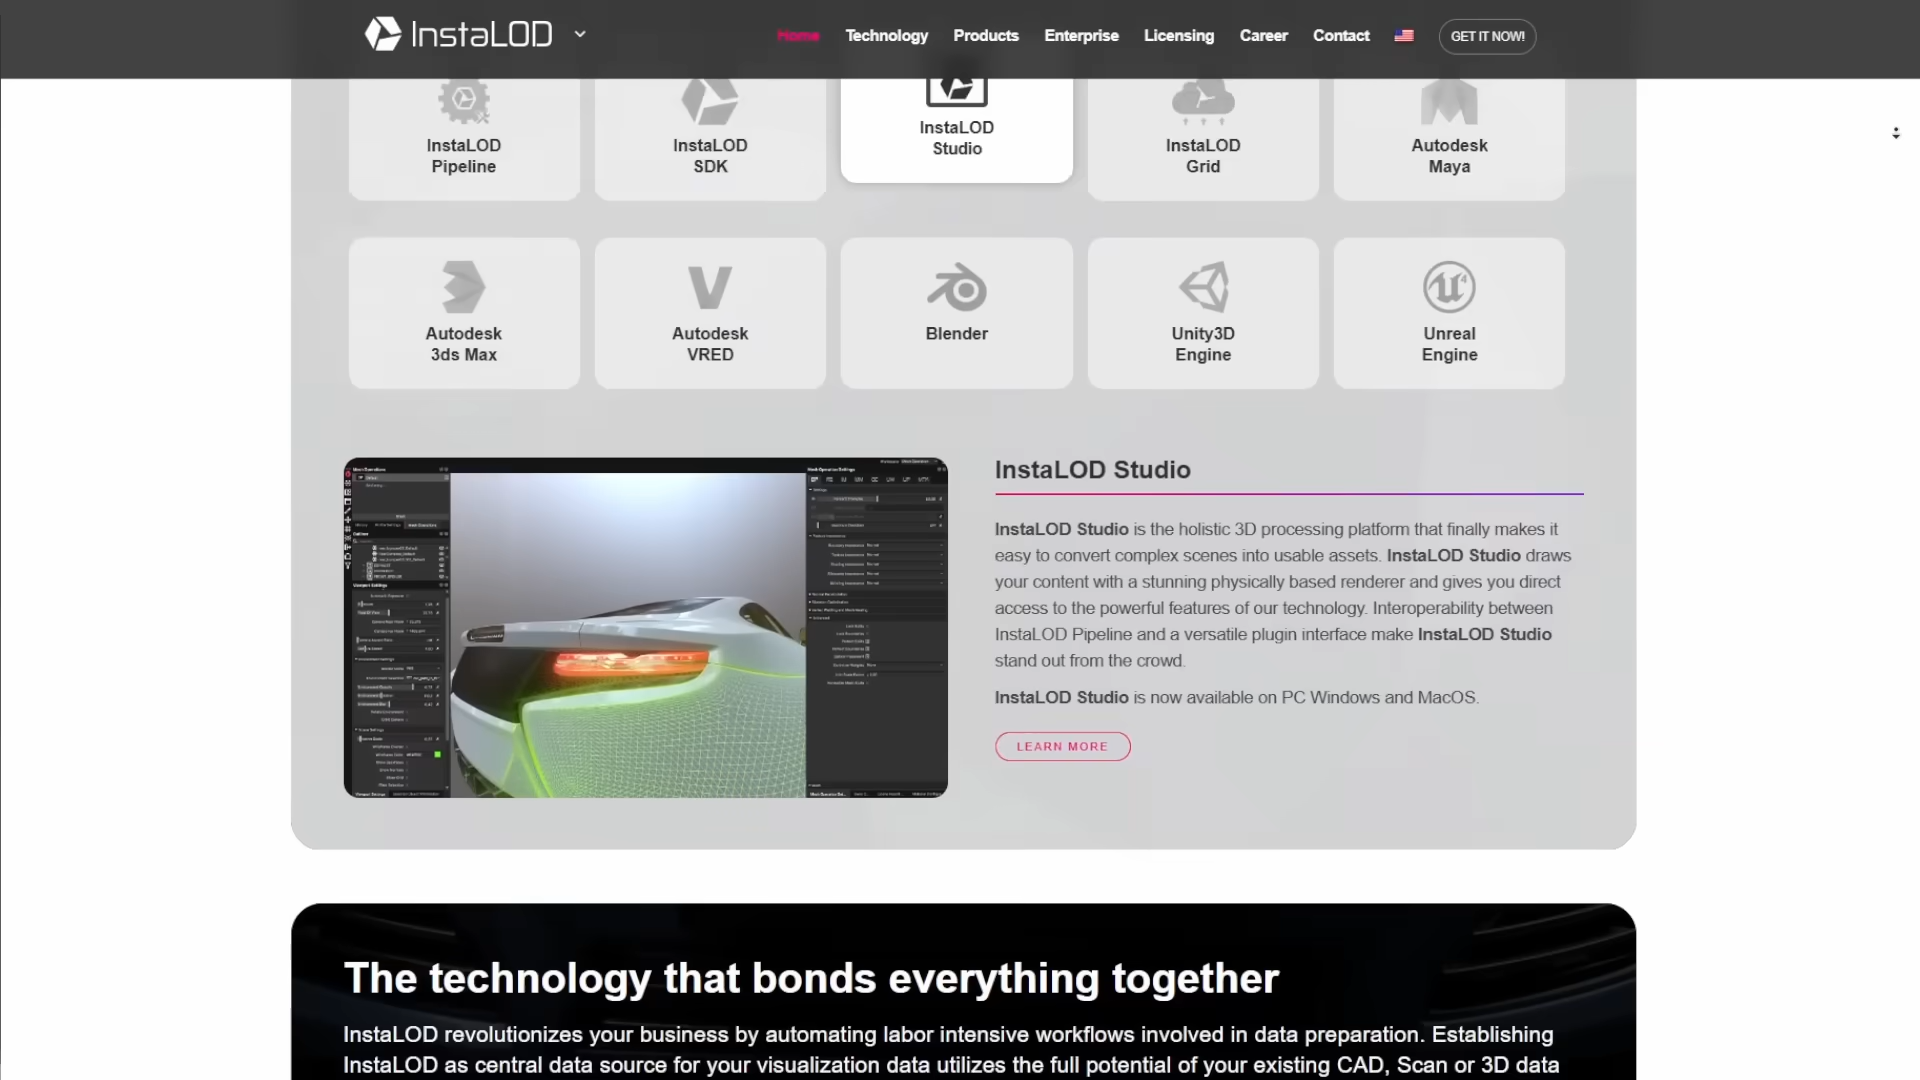 InstaLOD
Home Technology Products Enterprise Licensing Career Contact GET IT NOW!
InstaLOD
Pipeline
InstaLOD
SDK
InstaLOD
Studio
InstaLOD
Grid
Autodesk
Maya
Autodesk
3ds Max
Autodesk
VRED
Blender
Unity3D
Engine
Unreal
Engine
InstaLOD Studio
InstaLOD Studio is the holistic 3D processing platform that finally makes it
easy to convert complex scenes into usable assets. InstaLOD Studio draws
your content with a stunning physically based renderer and gives you direct
access to the powerful features of our technology. Interoperability between
InstaLOD Pipeline and a versatile plugin interface make InstaLOD Studio
stand out from the crowd.
InstaLOD Studio is now available on PC Windows and MacOS.
LEARN MORE
The technology that bonds everything together
InstaLOD revolutionizes your business by automating labor intensive workflows involved in data preparation. Establishing
InstaLOD as central data source for your visualization data utilizes the full potential of your existing CAD, Scan or 3D data